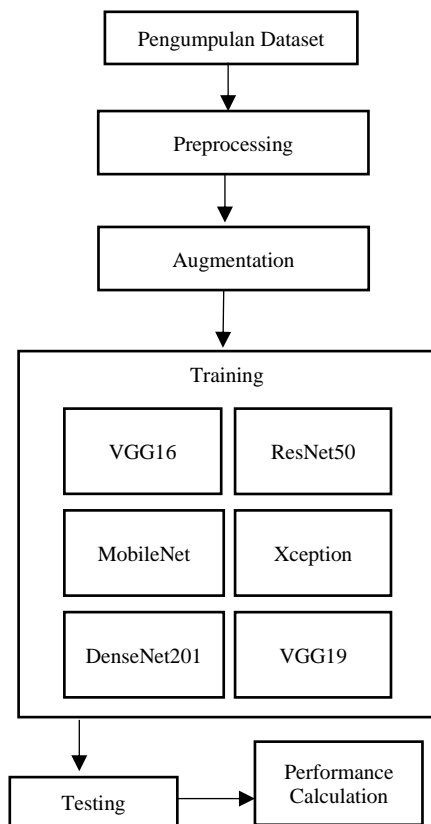 Pengumpulan Dataset
Preprocessing
Augmentation
Training
VGG16
ResNet50
MobileNet
Xception
DenseNet201
VGG19
Testing
Performance
Calculation